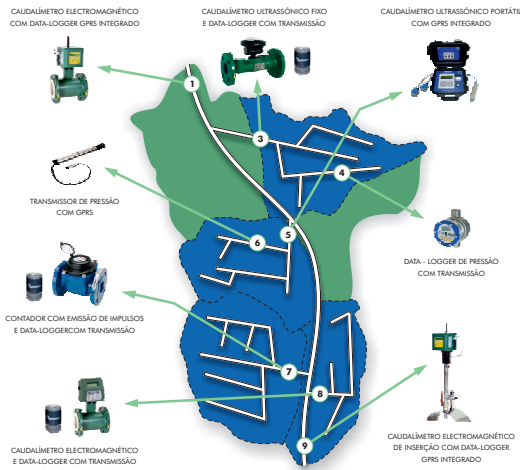 CAUDALÍMETRO ELECTROMAGNÉTICO
COM DATA-LOGGER GPRS INTEGRADO
CAUDALÍMETRO ULTRASSÓNICO FIXO
E DATA-LOGGER COM TRANSMISSÃO
CAUDALÍMETRO ULTRASSÓNICO PORTÁTIL
COM GPRS INTEGRADO
1
3
4
TRANSMISSOR DE PRESSÃO
COM GPRS
5
6
DATA - LOGGER DE PRESSÃO
COM TRANSMISSÃO
CONTADOR COM EMISSÃO DE IMPULSOS
E DATA-LOGGERCOM TRANSMISSÃO
7
8
9
CAUDALÍMETRO ELECTROMAGNÉTICO
E DATA-LOGGER COM TRANSMISSÃO
CAUDALÍMETRO ELECTROMAGNÉTICO
DE INSERÇÃO COM DATA-LOGGER
GPRS INTEGRADO